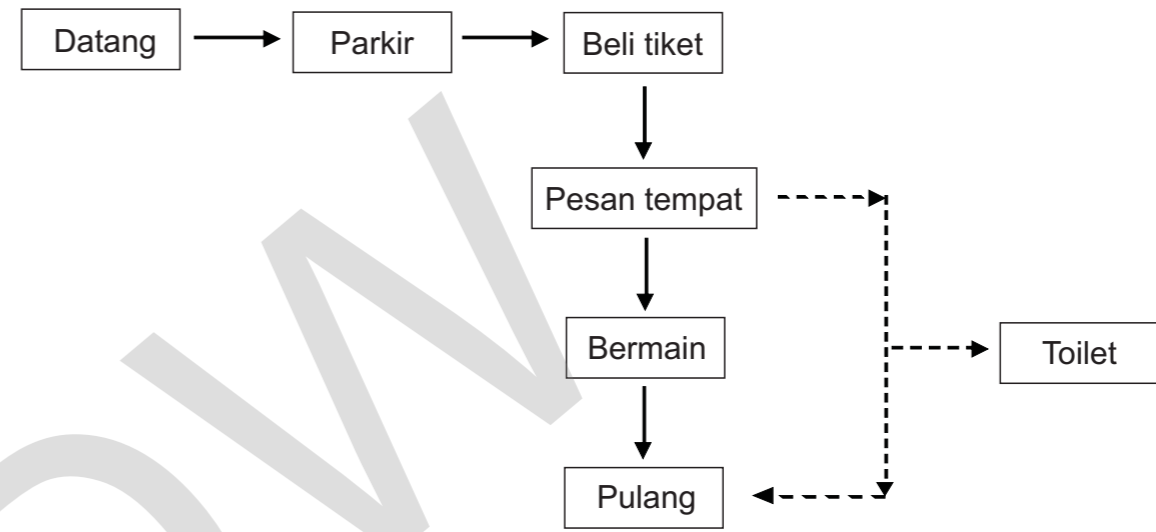 Datang
Parkir
Beli tiket
Pesan tempat
Bermain
Toilet
Pulang